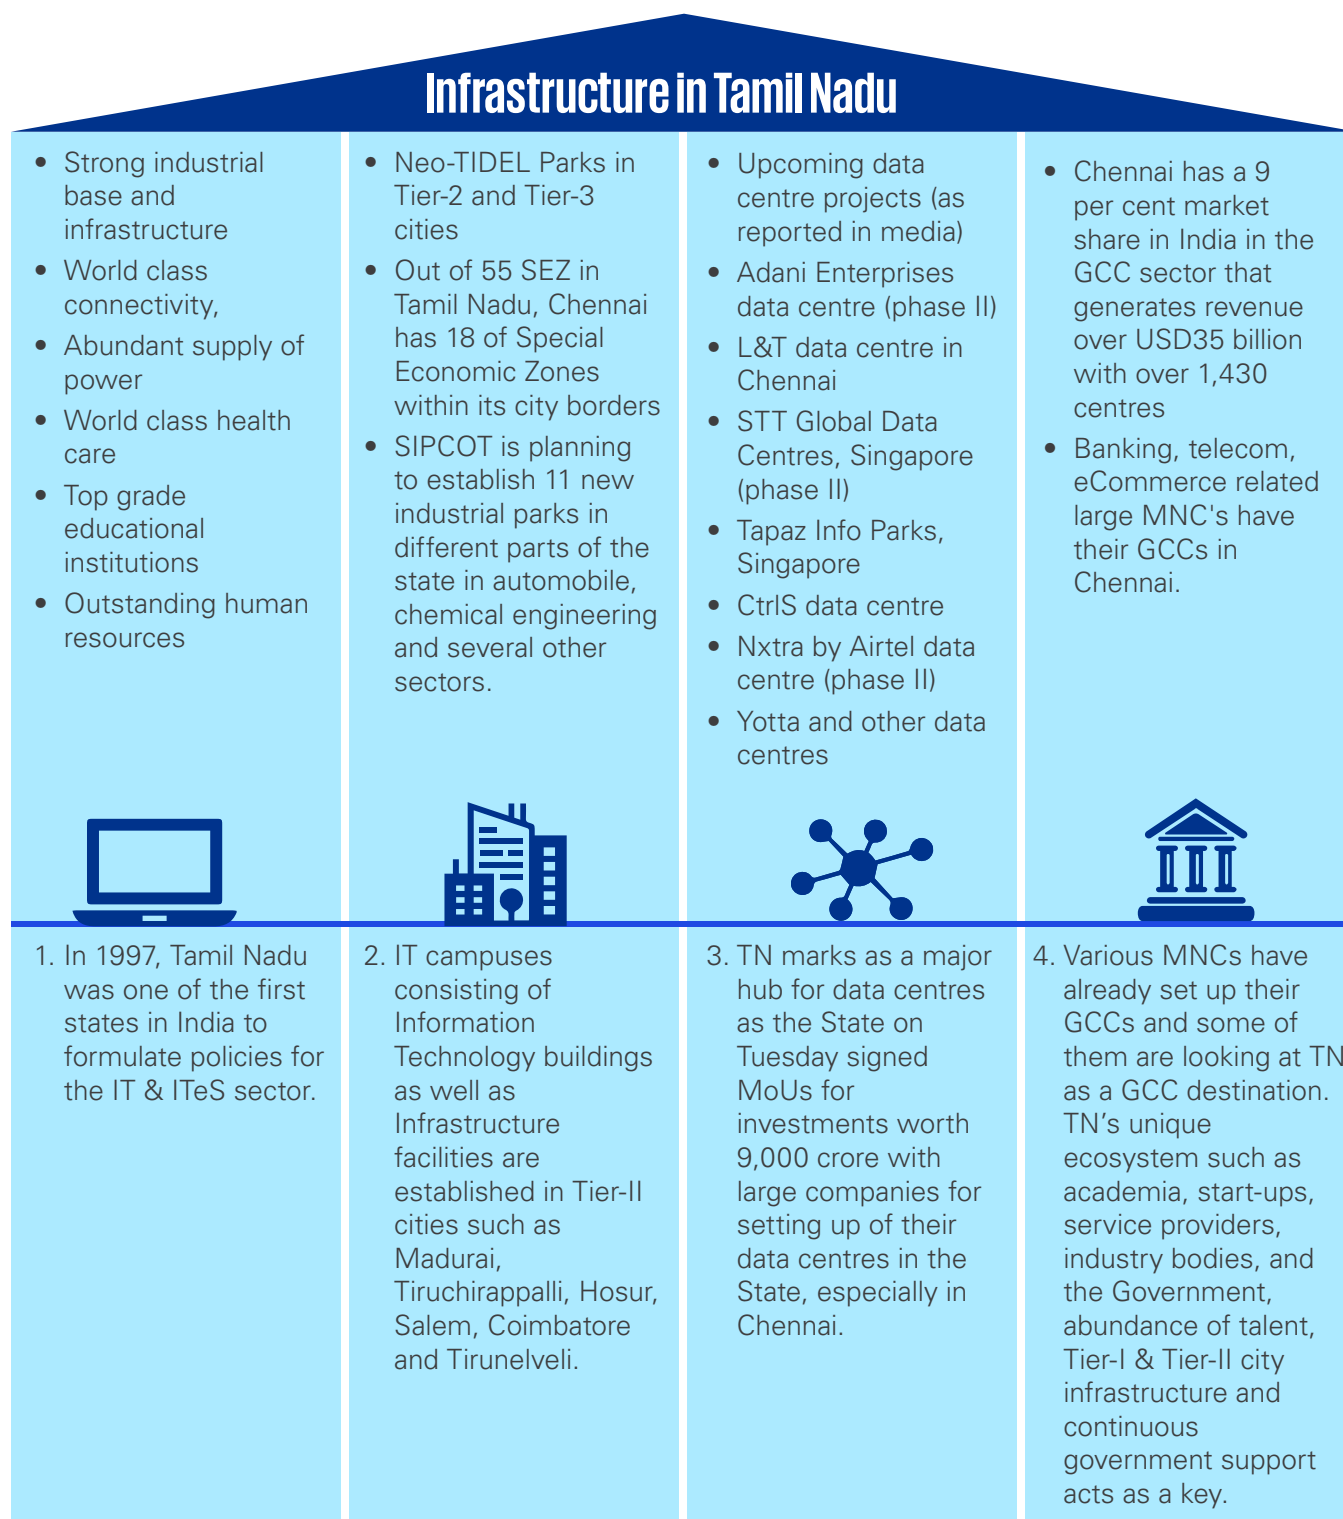 Infrastructure in Tamil Nadu
• Strong industrial
base and
infrastructure
• World class
connectivity,
• Abundant supply of
power
• World class health
care
• Top grade
educational
institutions
• Outstanding human
resources
• Neo-TIDEL Parks in
Tier-2 and Tier-3
cities
• Out of 55 SEZ in
Tamil Nadu, Chennai
has 18 of Special
Economic Zones
within its city borders
• SIPCOT is planning
to establish 11 new
industrial parks in
different parts of the
state in automobile,
chemical engineering
and several other
sectors.
• Upcoming data
centre projects (as
reported in media)
• Adani Enterprises
data centre (phase II)
• L&T data centre in
Chennai
• STT Global Data
Centres, Singapore
(phase II)
• Tapaz Info Parks,
Singapore
• CtrlS data centre
• Nxtra by Airtel data
centre (phase II)
• Yotta and other data
centres
• Chennai has a 9
per cent market
share in India in the
GCC sector that
generates revenue
over USD35 billion
with over 1,430
centres
• Banking, telecom,
eCommerce related
large MNC's have
their GCCs in
Chennai.
1. In 1997, Tamil Nadu
was one of the first
states in India to
formulate policies for
the IT & ITeS sector.
2. IT campuses
consisting of
Information
Technology buildings
as well as
Infrastructure
facilities are
established in Tier-II
cities such as
Madurai,
Tiruchirappalli, Hosur,
Salem, Coimbatore
and Tirunelveli.
3. TN marks as a major
hub for data centres
as the State on
Tuesday signed
MoUs for
investments worth
9,000 crore with
large companies for
setting up of their
data centres in the
State, especially in
Chennai.
4. Various MNCs have
already set up their
GCCs and some of
them are looking at TN
as a GCC destination.
TN’s unique
ecosystem such as
academia, start-ups,
service providers,
industry bodies, and
the Government,
abundance of talent,
Tier-I & Tier-II city
infrastructure and
continuous
government support
acts as a key.